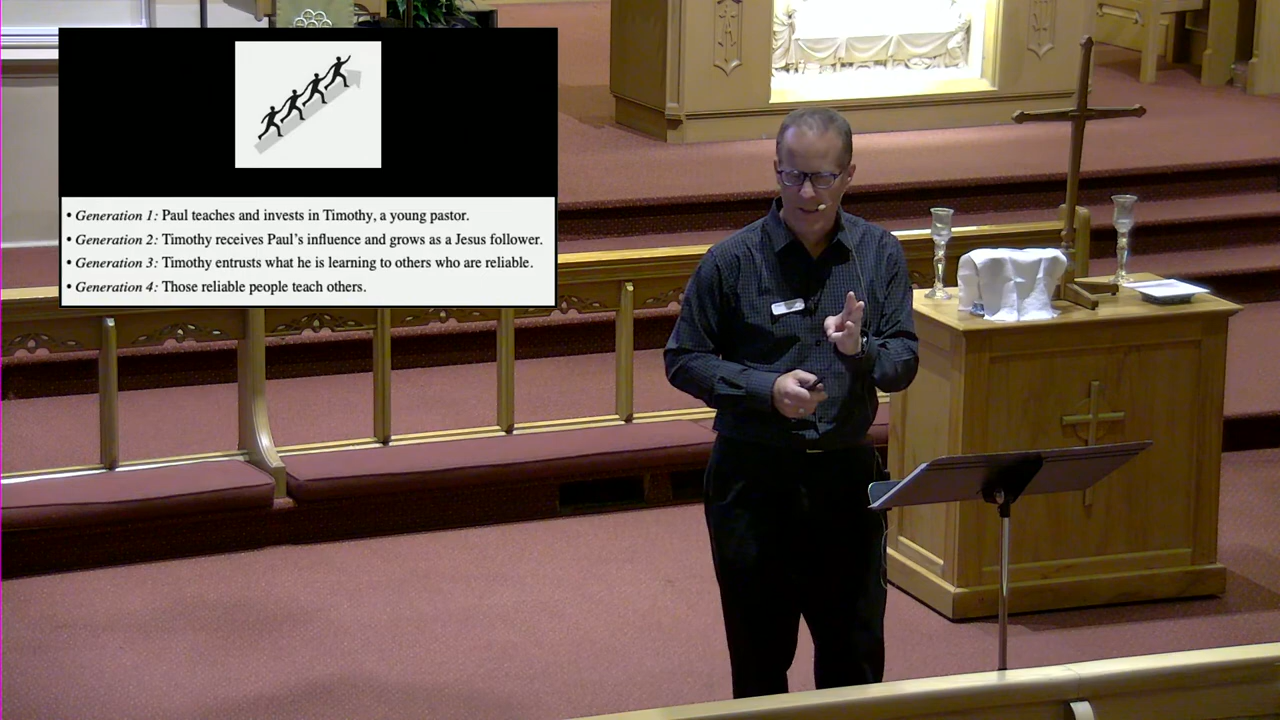 • Generation 1: Paul teaches and invests in Timothy, a young pastor.
• Generation 2: Timothy receives Paul's influence and grows as a Jesus follower.
• Generation 3: Timothy entrusts what he is learning to others who are reliable.
• Generation 4: Those reliable people teach others.